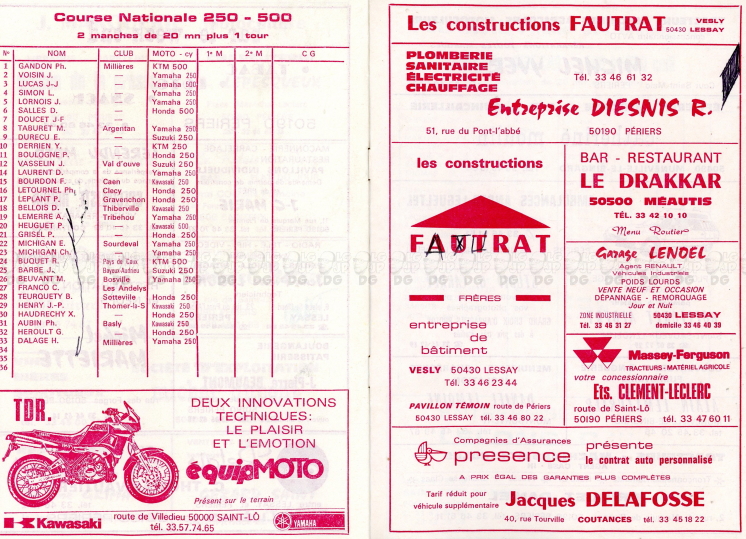 Course Nationale 250 - 500
2 manches de 20 mn plus 1 tour
N° NOM CLUB MOTO - cy 1e M 2e M C G
1 GANDON Ph. Millières KTM 500
2 VOISIN J. — Yamaha 250
3 LUCAS J-J — Yamaha 500
4 SIMON L. — Yamaha 250
5 LORNOIS J. — Yamaha 250
6 SALLES D. — Honda 500
7 DOUCET J-F —
8 TABURET M. Argentan Yamaha 250
9 DURECU E. — Suzuki 250
10 DERRIEN Y. — KTM 250
11 BOULOGNE P. — Honda 250
12 VASSELIN J. Val d'ouve Suzuki 250
14 LAURENT D. — Yamaha 250
15 BOURDON F. Caen Kawasaki 250
16 LETOURNEL Ph. Clecy Honda 250
17 LEPLANT P. Gravenchon Honda 250
18 BELLOIS D. Thiberville Kawasaki 250
19 LEMERRE A. Tribehou Yamaha 250
20 HEUGUET P. — Kawasaki 500
21 GRISEL P. — Honda 250
22 MICHIGAN E. Sourdeval Yamaha 250
23 MICHIGAN Ch. — Yamaha 250
24 BUQUET R. Pays de Caux KTM 500
25 BARBE J. Bayeux-Audrieu Suzuki 250
26 BEUVANT M. Bosville Yamaha 250
27 FRANCO C. Les Andelys
28 TEURQUETY B. Sotteville Honda 250
29 HENRY J.-P. Thomer-la-S Kawasaki 250
30 HAUDRECHY X. — Honda 250
31 AUBIN Ph. Basly Kawasaki 250
32 HEROULT G. — Honda 250
33 DALAGE H. Millières Yamaha 250
34
35
36
TDR.
DEUX INNOVATIONS
TECHNIQUES:
LE PLAISIR
ET L'EMOTION
équipMOTO
Présent sur le terrain
Kawasaki
route de Villedieu 50000 SAINT-LÔ
tél. 33.57.74.65
YAMAHA
Les constructions FAUTRAT VESLY
50430 LESSAY
PLOMBERIE
SANITAIRE
ÉLECTRICITÉ
CHAUFFAGE
Tél. 33 46 61 32
Entreprise DIESNIS R.
51, rue du Pont-l'abbé 50190 PÉRIERS
les constructions
FAUTRAT
FRÈRES
entreprise
de
bâtiment
VESLY 50430 LESSAY
Tél. 33 46 23 44
PAVILLON TÉMOIN route de Périers
50430 LESSAY tél. 33 46 80 22
BAR - RESTAURANT
LE DRAKKAR
50500 MÉAUTIS
TÉL. 33 42 10 10
Menu Routier
Garage LENOEL
Agent RENAULT
Véhicules Industriels
POIDS LOURDS
VENTE NEUF ET OCCASION
DÉPANNAGE - REMORQUAGE
Jour et Nuit
ZONE INDUSTRIELLE 50430 LESSAY
Tél. 33 46 31 27 domicile 33 46 40 39
Massey-Ferguson
TRACTEURS - MATÉRIEL AGRICOLE
votre concessionnaire
Ets. CLEMENT-LECLERC
route de Saint-Lô
50190 PÉRIERS tél. 33 47 60 11
Compagnies d'Assurances
presence
présente
le contrat auto personnalisé
A PRIX ÉGAL DES GARANTIES PLUS COMPLÈTES
Tarif réduit pour
véhicule supplémentaire
Jacques DELAFOSSE
40, rue Tourville COUTANCES tél. 33 45 18 22